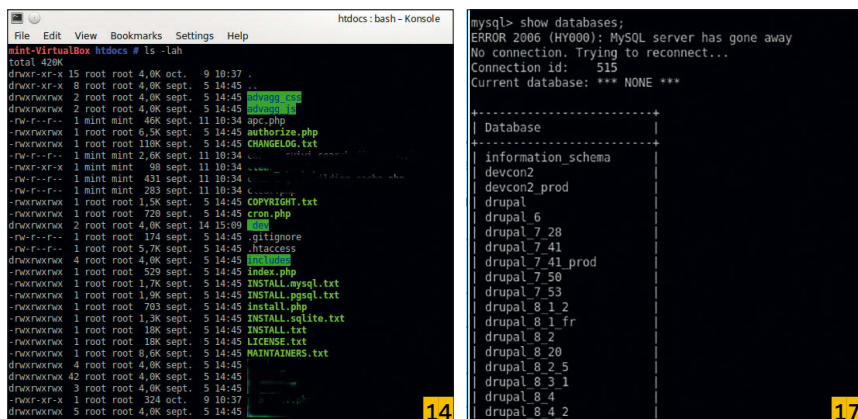 htdocs : bash – Konsole
File Edit View Bookmarks Settings Help
mint-VirtualBox htdocs # ls -lah
total 420K
drwxr-xr-x 15 root root 4,0K oct. 9 10:37 .
drwxr-xr-x 8 root root 4,0K sept. 5 14:45 ..
drwxrwxrwx 2 root root 4,0K sept. 5 14:45 advagg_css
drwxrwxrwx 2 root root 4,0K sept. 5 14:45 advagg_js
-rw-r--r-- 1 mint mint 46K sept. 11 10:34 apc.php
-rwxrwxrwx 1 root root 6,5K sept. 5 14:45 authorize.php
-rwxrwxrwx 1 root root 110K sept. 5 14:45 CHANGELOG.txt
-rw-r--r-- 1 mint mint 2,6K sept. 11 10:34
-rwxr-xr-x 1 mint mint 98 sept. 11 10:34
-rw-r--r-- 1 mint mint 431 sept. 11 10:34
-rw-r--r-- 1 mint mint 283 sept. 11 10:34
-rwxrwxrwx 1 root root 1,5K sept. 5 14:45 COPYRIGHT.txt
-rwxrwxrwx 1 root root 720 sept. 5 14:45 cron.php
drwxrwxrwx 2 root root 4,0K sept. 14 15:09 dev
-rw-r--r-- 1 root root 174 sept. 5 14:45 .gitignore
-rw-r--r-- 1 root root 5,7K sept. 5 14:45 .htaccess
drwxrwxrwx 4 root root 4,0K sept. 5 14:45 includes
-rwxrwxrwx 1 root root 529 sept. 5 14:45 index.php
-rwxrwxrwx 1 root root 1,7K sept. 5 14:45 INSTALL.mysql.txt
-rwxrwxrwx 1 root root 1,9K sept. 5 14:45 INSTALL.pgsql.txt
-rwxrwxrwx 1 root root 703 sept. 5 14:45 install.php
-rwxrwxrwx 1 root root 1,3K sept. 5 14:45 INSTALL.sqlite.txt
-rwxrwxrwx 1 root root 18K sept. 5 14:45 INSTALL.txt
-rwxrwxrwx 1 root root 18K sept. 5 14:45 LICENSE.txt
-rwxrwxrwx 1 root root 8,6K sept. 5 14:45 MAINTAINERS.txt
drwxrwxrwx 4 root root 4,0K sept. 5 14:45
drwxrwxrwx 42 root root 4,0K sept. 5 14:45
drwxrwxrwx 3 root root 4,0K sept. 5 14:45
-rwxr-xr-x 1 root root 324 oct. 9 10:37
drwxrwxrwx 5 root root 4,0K sept. 5 14:45
14
mysql> show databases;
ERROR 2006 (HY000): MySQL server has gone away
No connection. Trying to reconnect...
Connection id: 515
Current database: *** NONE ***
+-------------------------+
| Database |
+-------------------------+
| information_schema |
| devcon2 |
| devcon2_prod |
| drupal |
| drupal_6 |
| drupal_7_28 |
| drupal_7_41 |
| drupal_7_41_prod |
| drupal_7_50 |
| drupal_7_53 |
| drupal_8_1_2 |
| drupal_8_1_fr |
| drupal_8_2 |
| drupal_8_20 |
| drupal_8_2_5 |
| drupal_8_3_1 |
| drupal_8_4 |
| drupal_8_4_2 |
17